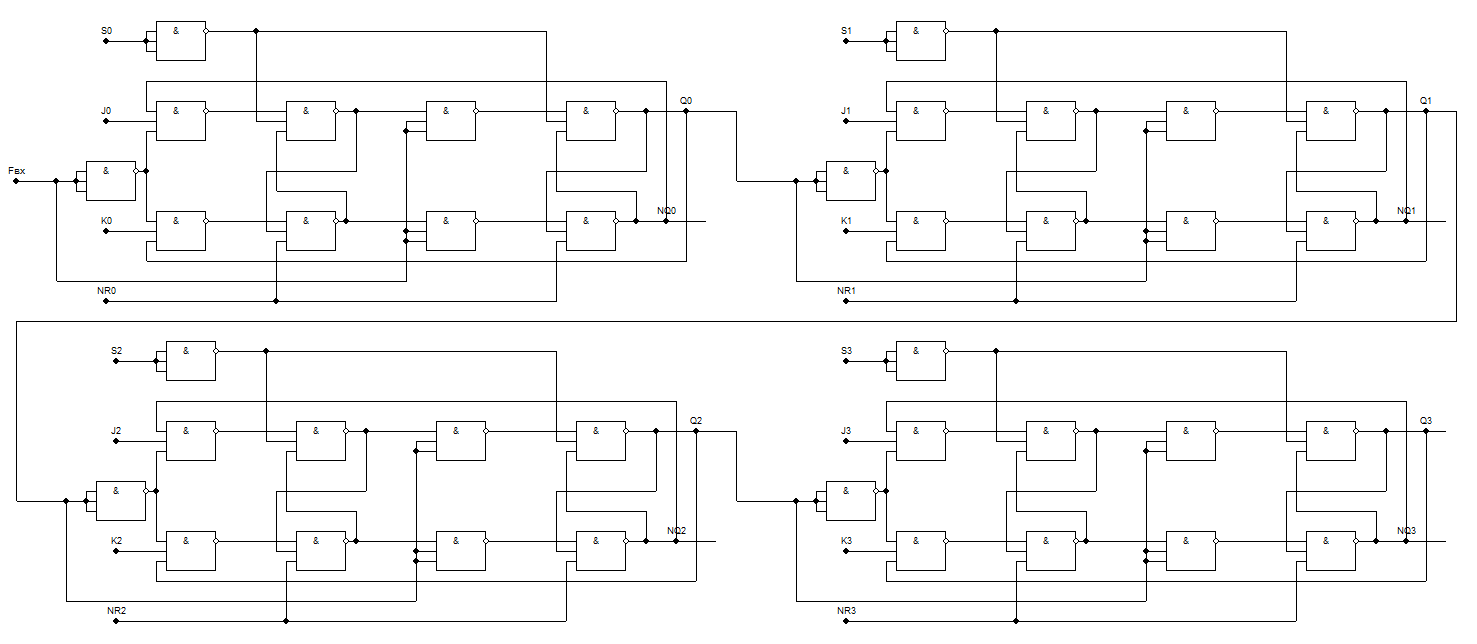 S0 & S1 &
& & & & Q0 & & & & Q1
J0 J1
Fвх & &
K0 & & & & NQ0 K1 & & & & NQ1
NR0 NR1
S2 & S3 &
& & & & Q2 & & & & Q3
J2 J3
& &
K2 & & & & NQ2 K3 & & & & NQ3
NR2 NR3